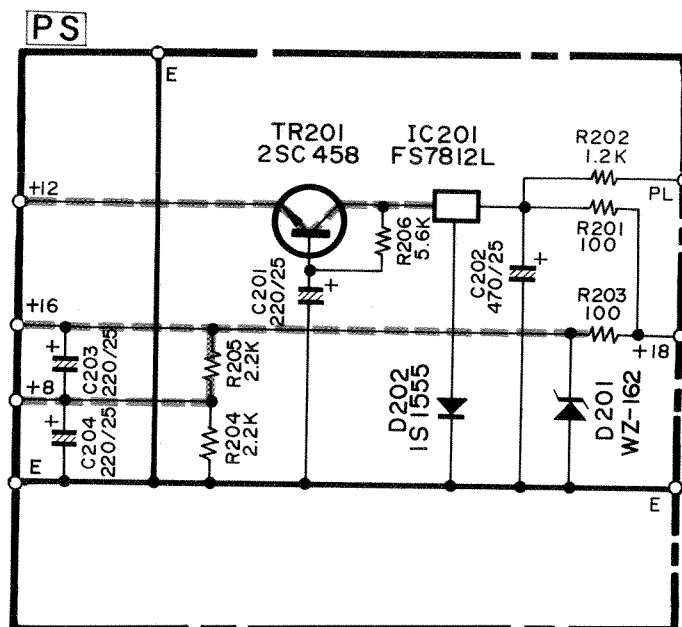 PS
E
TR201
2SC458
IC201
FS7812L
R202
1.2K
PL
+12
R206
5.6K
R201
100
C201
220/25
+
C202
470/25
+
+16
R203
100
+18
+
C203
220/25
R205
2.2K
+8
+
C204
220/25
R204
2.2K
D202
IS1555
D201
WZ-162
E
E